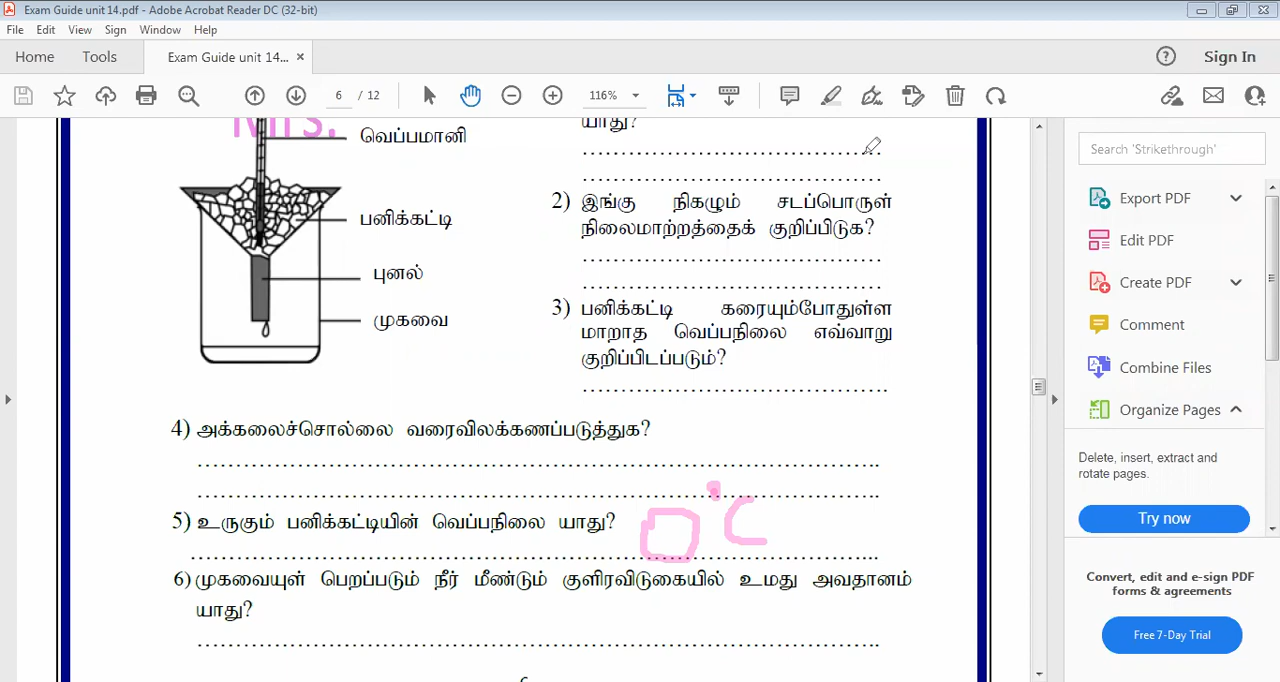 Exam Guide unit 14.pdf - Adobe Acrobat Reader DC (32-bit)
File Edit View Sign Window Help
Home Tools Exam Guide unit 14... × Sign In
6 / 12 116%
Mrs.
வெப்பமானி
பனிக்கட்டி
புனல்
முகவை
யாது?
……………………………………
……………………………………
2) இங்கு நிகழும் சடப்பொருள்
நிலைமாற்றத்தைக் குறிப்பிடுக?
……………………………………
……………………………………
3) பனிக்கட்டி கரையும்போதுள்ள
மாறாத வெப்பநிலை எவ்வாறு
குறிப்பிடப்படும்?
…………………………………….
4) அக்கலைச்சொல்லை வரைவிலக்கணப்படுத்துக?
…………………………………………………………………………………….
…………………………………………………………………………………….
5) உருகும் பனிக்கட்டியின் வெப்பநிலை யாது? 0°C
……………………………………………………………………………………...
6) முகவையுள் பெறப்படும் நீர் மீண்டும் குளிரவிடுகையில் உமது அவதானம்
யாது?
…………………………………………………………………………………….
Search 'Strikethrough'
Export PDF
Edit PDF
Create PDF
Comment
Combine Files
Organize Pages
Delete, insert, extract and
rotate pages.
Try now
Convert, edit and e-sign PDF
forms & agreements
Free 7-Day Trial